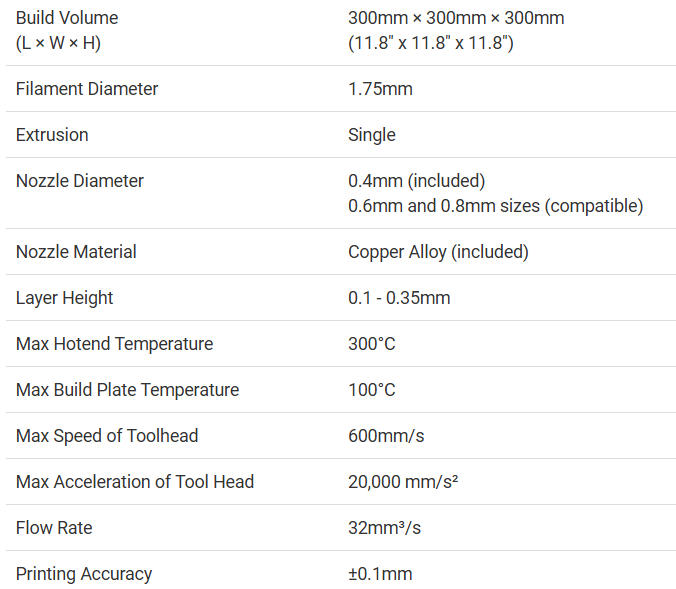 Build Volume
(L × W × H)
300mm × 300mm × 300mm
(11.8" x 11.8" x 11.8")
Filament Diameter
1.75mm
Extrusion
Single
Nozzle Diameter
0.4mm (included)
0.6mm and 0.8mm sizes (compatible)
Nozzle Material
Copper Alloy (included)
Layer Height
0.1 - 0.35mm
Max Hotend Temperature
300°C
Max Build Plate Temperature
100°C
Max Speed of Toolhead
600mm/s
Max Acceleration of Tool Head
20,000 mm/s²
Flow Rate
32mm³/s
Printing Accuracy
±0.1mm